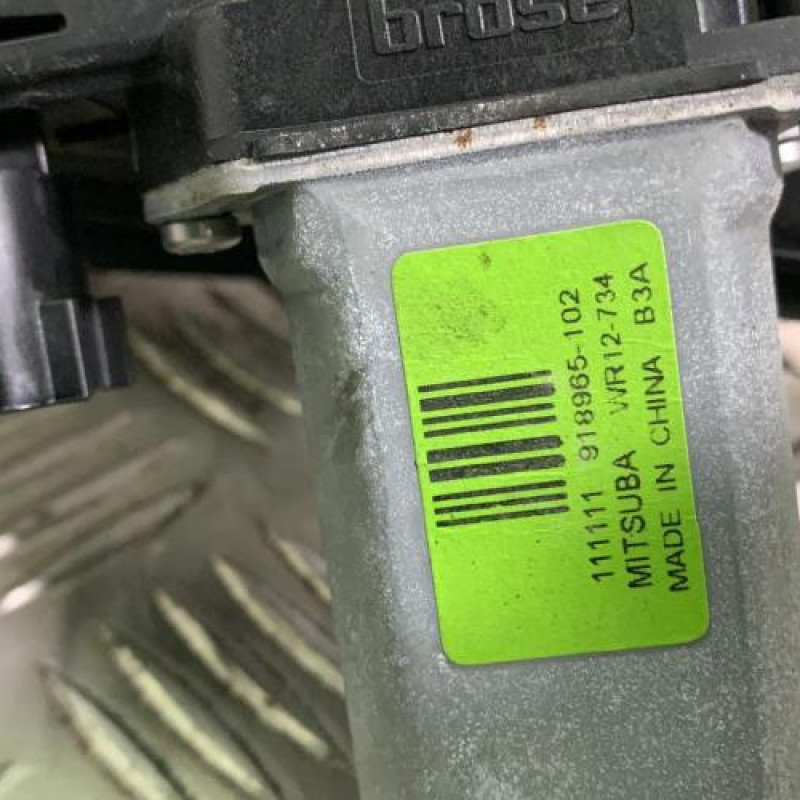 brose
111111 918965-102
MITSUBA WR12-734
MADE IN CHINA B3A